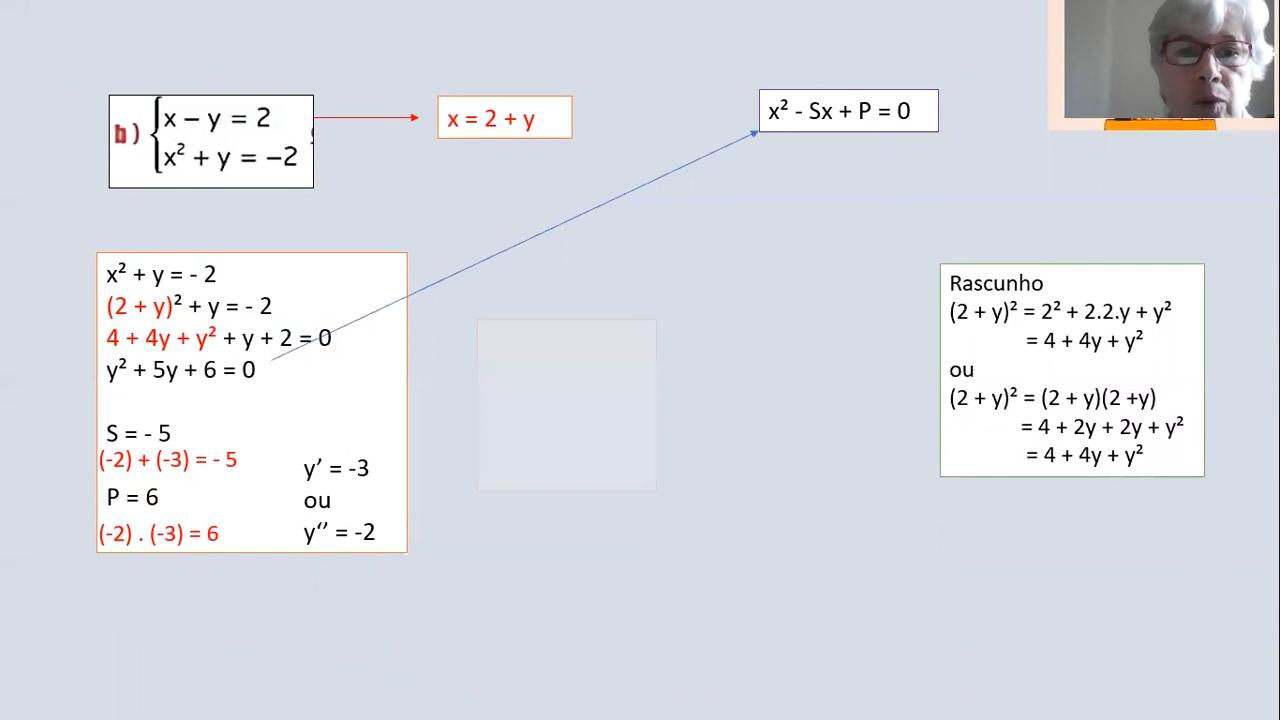 b) x − y = 2
x² + y = −2
x = 2 + y
x² - Sx + P = 0
x² + y = - 2
(2 + y)² + y = - 2
4 + 4y + y² + y + 2 = 0
y² + 5y + 6 = 0
S = - 5
(-2) + (-3) = - 5
P = 6
(-2) . (-3) = 6
y’ = -3
ou
y‘’ = -2
Rascunho
(2 + y)² = 2² + 2.2.y + y²
= 4 + 4y + y²
ou
(2 + y)² = (2 + y)(2 +y)
= 4 + 2y + 2y + y²
= 4 + 4y + y²